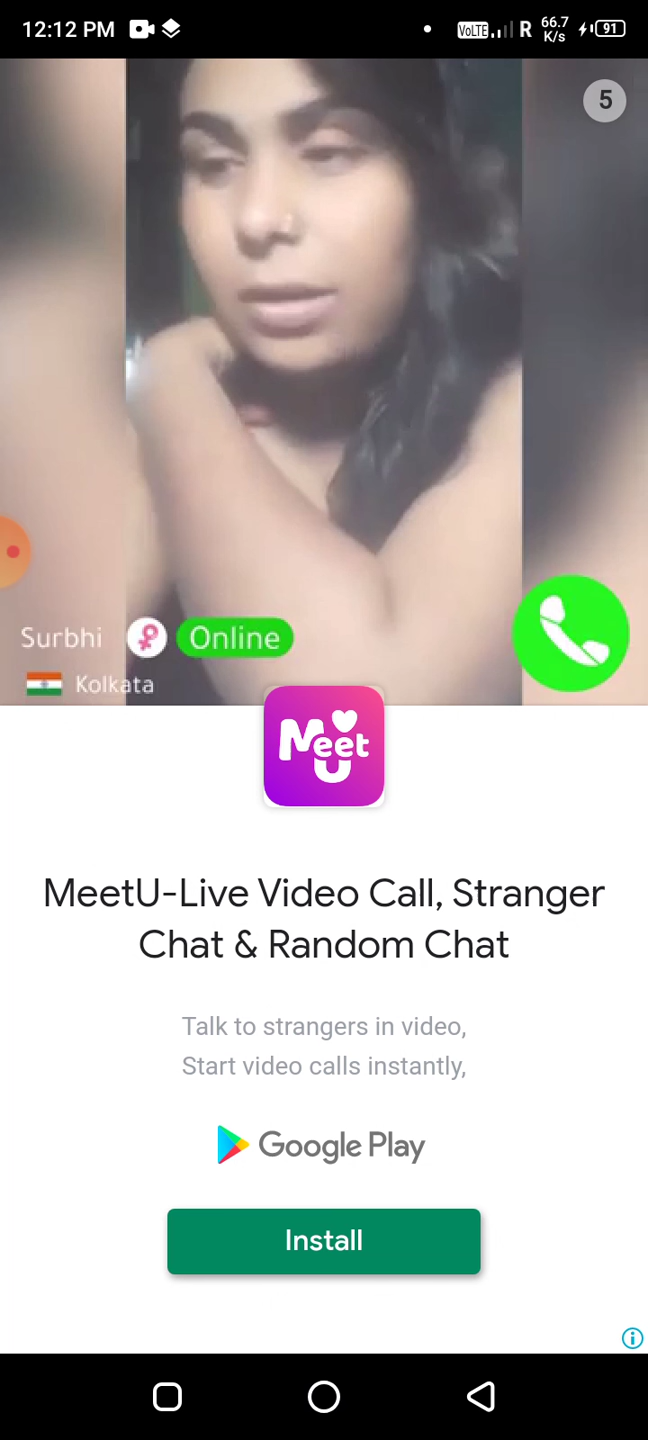 12:12 PM VoLTE R 66.7 K/s 91
5
Surbhi Online
Kolkata
Meet U
MeetU-Live Video Call, Stranger
Chat & Random Chat
Talk to strangers in video,
Start video calls instantly,
Google Play
Install